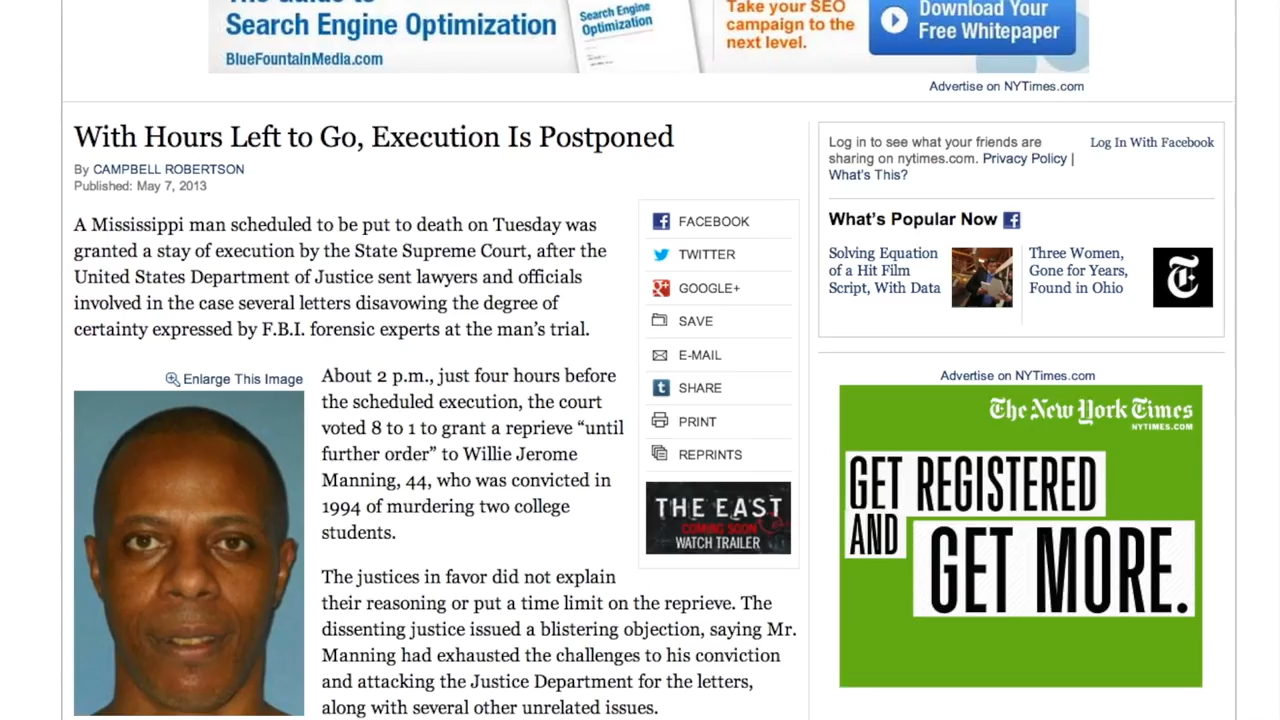 The Guide to
Search Engine Optimization
BlueFountainMedia.com
Search Engine
Optimization
Take your SEO
campaign to the
next level.
Download Your
Free Whitepaper
Advertise on NYTimes.com
With Hours Left to Go, Execution Is Postponed
By CAMPBELL ROBERTSON
Published: May 7, 2013
A Mississippi man scheduled to be put to death on Tuesday was
granted a stay of execution by the State Supreme Court, after the
United States Department of Justice sent lawyers and officials
involved in the case several letters disavowing the degree of
certainty expressed by F.B.I. forensic experts at the man's trial.
Enlarge This Image
About 2 p.m., just four hours before
the scheduled execution, the court
voted 8 to 1 to grant a reprieve “until
further order” to Willie Jerome
Manning, 44, who was convicted in
1994 of murdering two college
students.
The justices in favor did not explain
their reasoning or put a time limit on the reprieve. The
dissenting justice issued a blistering objection, saying Mr.
Manning had exhausted the challenges to his conviction
and attacking the Justice Department for the letters,
along with several other unrelated issues.
FACEBOOK
TWITTER
GOOGLE+
SAVE
E-MAIL
SHARE
PRINT
REPRINTS
THE EAST
COMING SOON
WATCH TRAILER
Log in to see what your friends are
sharing on nytimes.com. Privacy Policy |
What's This?
Log In With Facebook
What's Popular Now
Solving Equation
of a Hit Film
Script, With Data
Three Women,
Gone for Years,
Found in Ohio
Advertise on NYTimes.com
The New York Times
NYTIMES.COM
GET REGISTERED
AND
GET MORE.